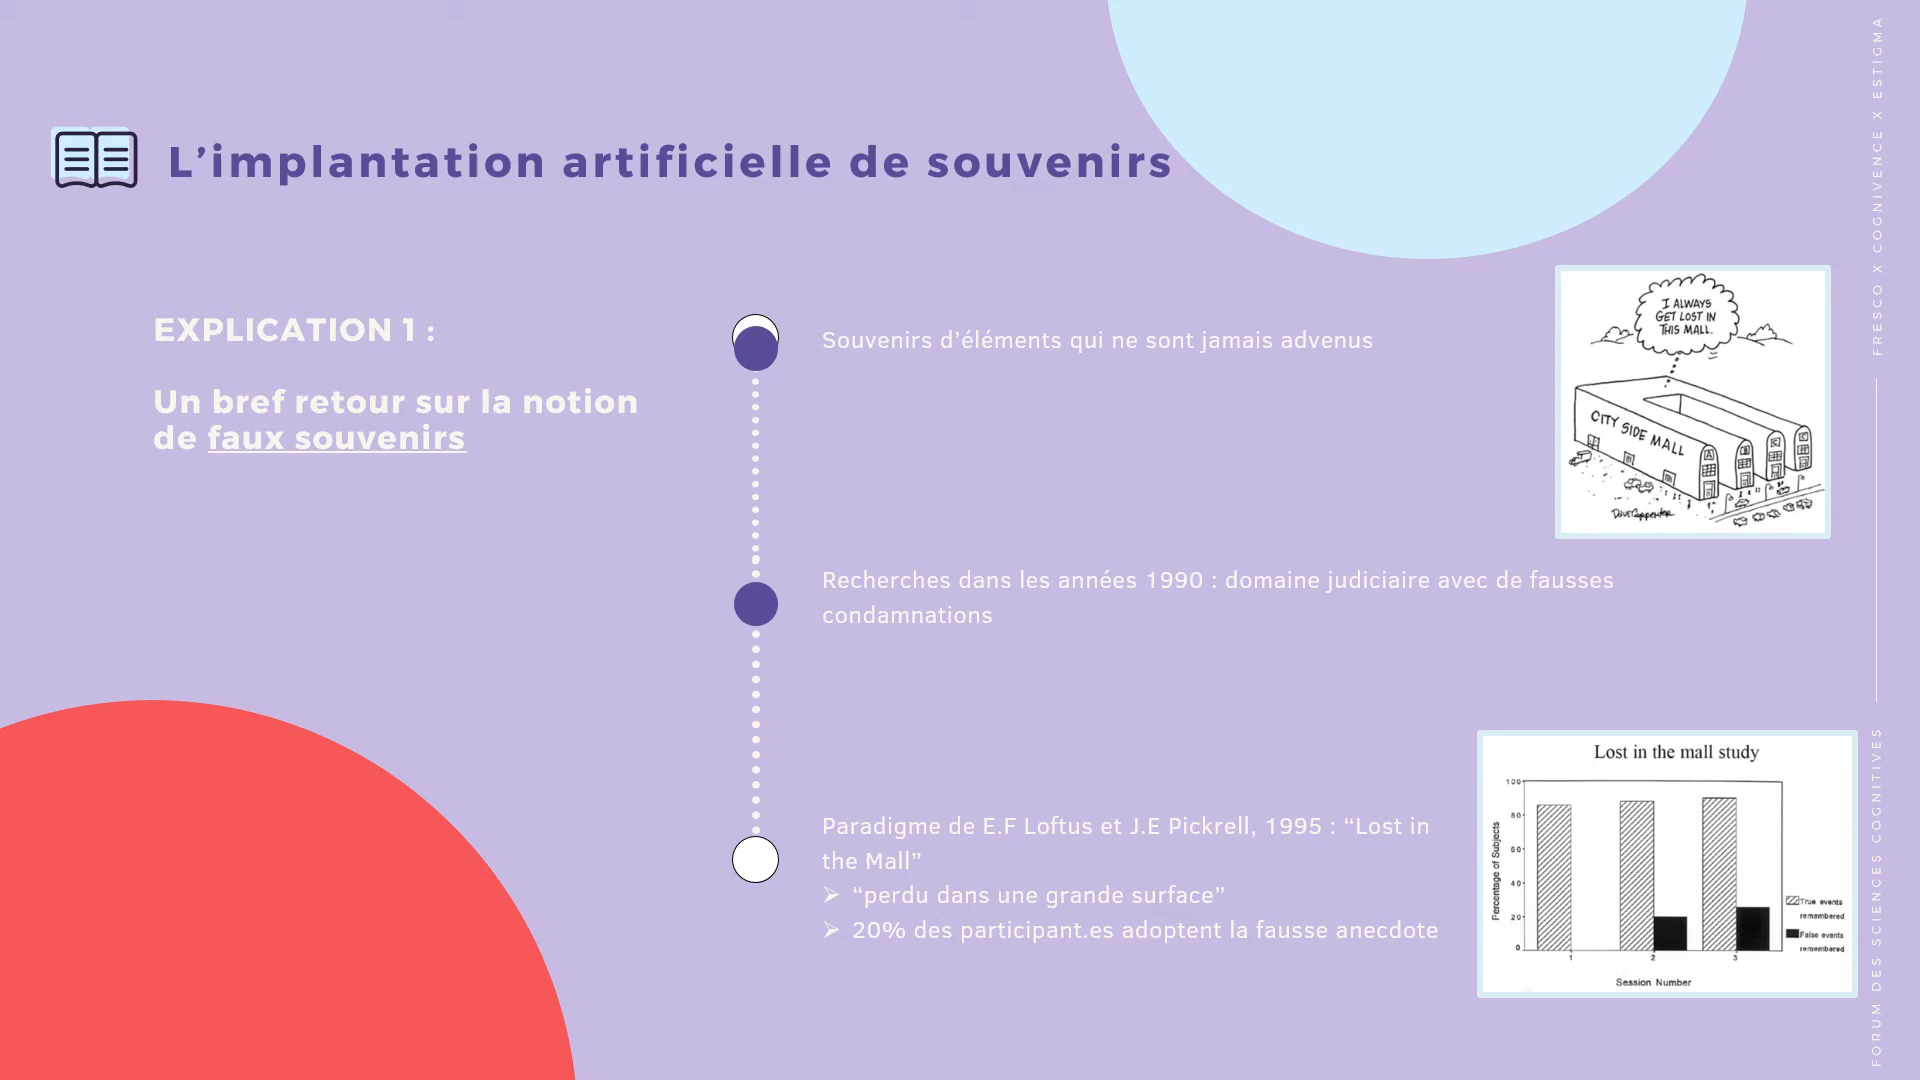 L’implantation artificielle de souvenirs
EXPLICATION 1 :
Un bref retour sur la notion
de faux souvenirs
Souvenirs d’éléments qui ne sont jamais advenus
I ALWAYS
GET LOST IN
THIS MALL.
CITY SIDE MALL
A
B
C
C
Dave Carpenter
Recherches dans les années 1990 : domaine judiciaire avec de fausses
condamnations
Paradigme de E.F Loftus et J.E Pickrell, 1995 : “Lost in
the Mall”
➢ “perdu dans une grande surface”
➢ 20% des participant.es adoptent la fausse anecdote
Lost in the mall study
Percentage of Subjects
100
80
60
40
20
0
1 2 3
Session Number
True events
remembered
False events
remembered
FRESCO X COGNIVENCE X ESTIGMA
FORUM DES SCIENCES COGNITIVES